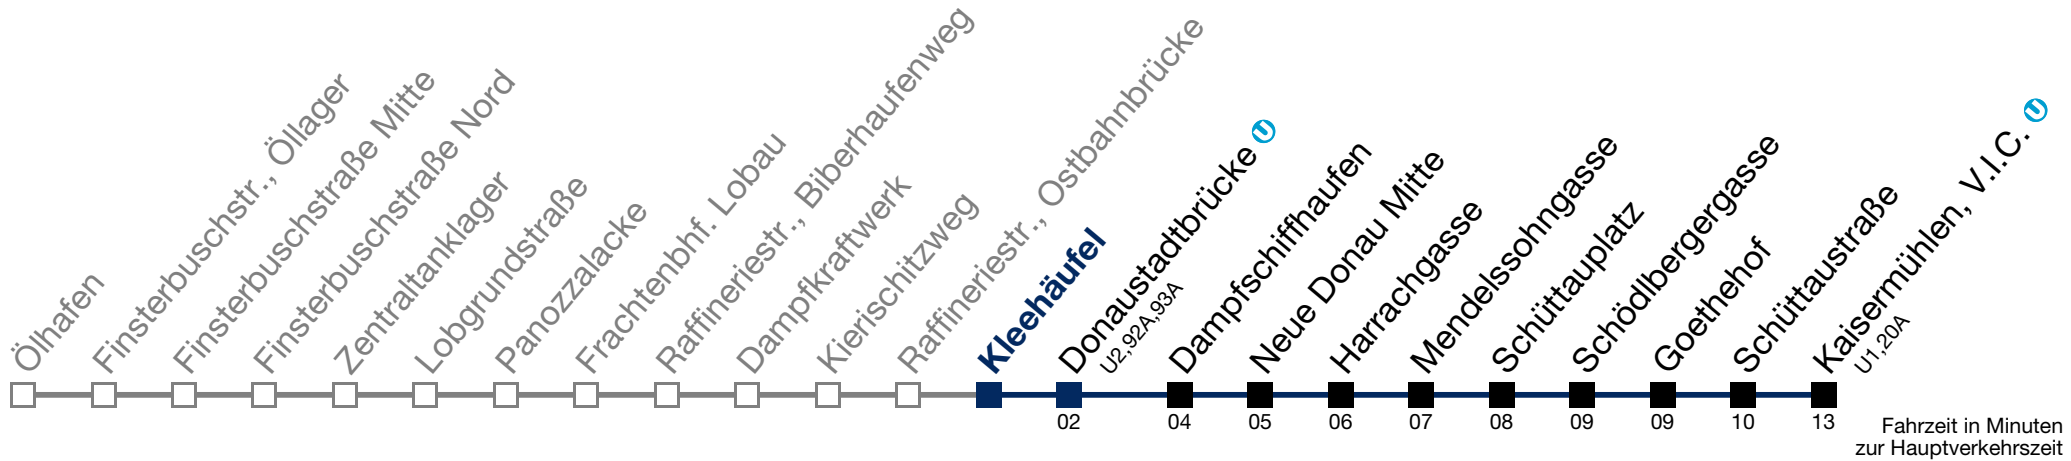 Ölhafen
Finsterbuschstr., Öllager
Finsterbuschstraße Mitte
Finsterbuschstraße Nord
Zentraltanklager
Lobgrundstraße
Panozzalacke
Frachtenbhf. Lobau
Raffineriestr., Biberhaufenweg
Dampfkraftwerk
Kierischitzweg
Raffineriestr., Ostbahnbrücke
Kleehäufel
Donaustadtbrücke U
U2,92A,93A
Dampfschiffhaufen
Neue Donau Mitte
Harrachgasse
Mendelssohngasse
Schüttauplatz
Schödlbergergasse
Goethehof
Schüttaustraße
Kaisermühlen, V.I.C. U
U1,20A
02 04 05 06 07 08 09 09 10 13
Fahrzeit in Minuten
zur Hauptverkehrszeit